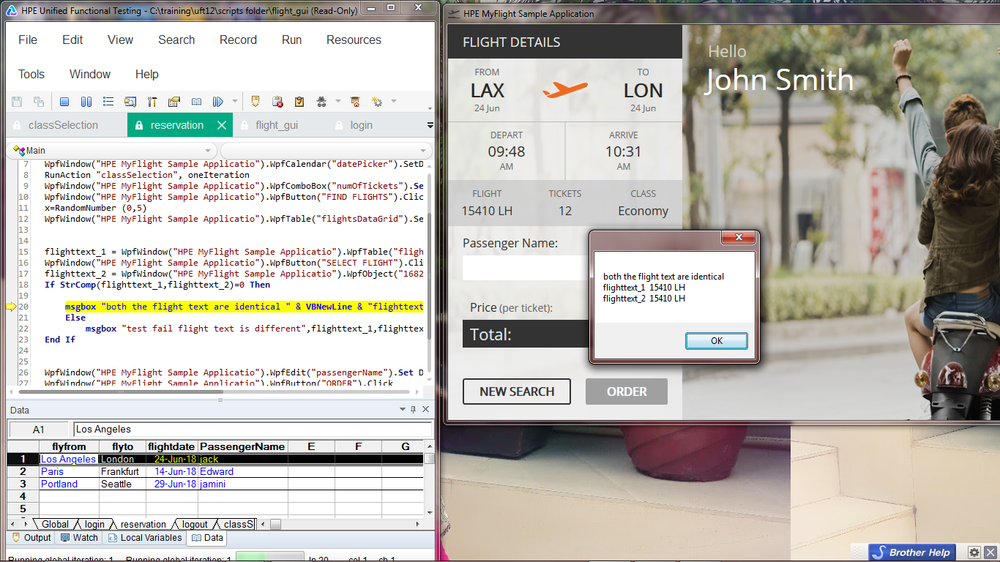 HPE Unified Functional Testing - C:\training\uft12\scripts folder\flight_gui (Read-Only)
File Edit View Search Record Run Resources
Tools Window Help
classSelection reservation flight_gui login
Main
7 WpfWindow("HPE MyFlight Sample Applicatio").WpfCalendar("datePicker").SetD
8 RunAction "classSelection", oneIteration
9 WpfWindow("HPE MyFlight Sample Applicatio").WpfComboBox("numOfTickets").Se
10 WpfWindow("HPE MyFlight Sample Applicatio").WpfButton("FIND FLIGHTS").Clic
11 x=RandomNumber (0,5)
12 WpfWindow("HPE MyFlight Sample Applicatio").WpfTable("flightsDataGrid").Se
13
14
15 flighttext_1 = WpfWindow("HPE MyFlight Sample Applicatio").WpfTable("fligh
16 WpfWindow("HPE MyFlight Sample Applicatio").WpfButton("SELECT FLIGHT").Cli
17 flighttext_2 = WpfWindow("HPE MyFlight Sample Applicatio").WpfObject("1682
18 If StrComp(flighttext_1,flighttext_2)=0 Then
19
20 msgbox "both the flight text are identical " & VBNewLine & "flighttext
21 Else
22 msgbox "test fail flight text is different",flighttext_1,flighttex
23 End If
24
25
26 WpfWindow("HPE MyFlight Sample Applicatio").WpfEdit("passengerName").Set D
27 WpfWindow("HPE MyFlight Sample Applicatio").WpfButton("ORDER").Click
Data
A1 Los Angeles
flyfrom flyto flightdate PassengerName E F G
1 Los Angeles London 24-Jun-18 jack
2 Paris Frankfurt 14-Jun-18 Edward
3 Portland Seattle 29-Jun-18 jamini
4
5
Global login reservation logout classS
Output Watch Local Variables Data
Running global iteration: 1 Running global iteration: 1 ln 20 col 1 ch 1
HPE MyFlight Sample Application
FLIGHT DETAILS
FROM TO
LAX LON
24 Jun 24 Jun
DEPART ARRIVE
09:48 10:31
AM AM
FLIGHT TICKETS CLASS
15410 LH 12 Economy
Passenger Name:
Price (per ticket):
Total:
NEW SEARCH ORDER
Hello
John Smith
both the flight text are identical
flighttext_1 15410 LH
flighttext_2 15410 LH
OK
Brother Help